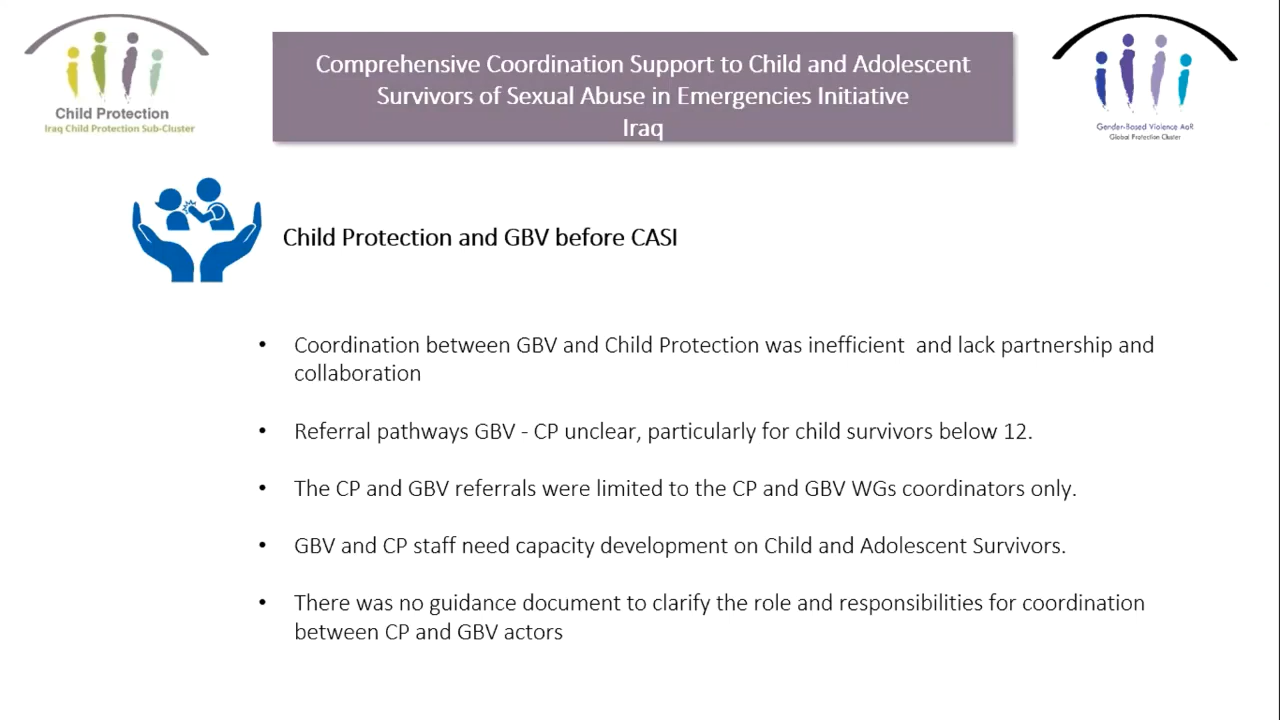 Child Protection
Iraq Child Protection Sub-Cluster
Comprehensive Coordination Support to Child and Adolescent
Survivors of Sexual Abuse in Emergencies Initiative
Iraq
Gender-Based Violence AoR
Global Protection Cluster
Child Protection and GBV before CASI
• Coordination between GBV and Child Protection was inefficient and lack partnership and
collaboration
• Referral pathways GBV - CP unclear, particularly for child survivors below 12.
• The CP and GBV referrals were limited to the CP and GBV WGs coordinators only.
• GBV and CP staff need capacity development on Child and Adolescent Survivors.
• There was no guidance document to clarify the role and responsibilities for coordination
between CP and GBV actors